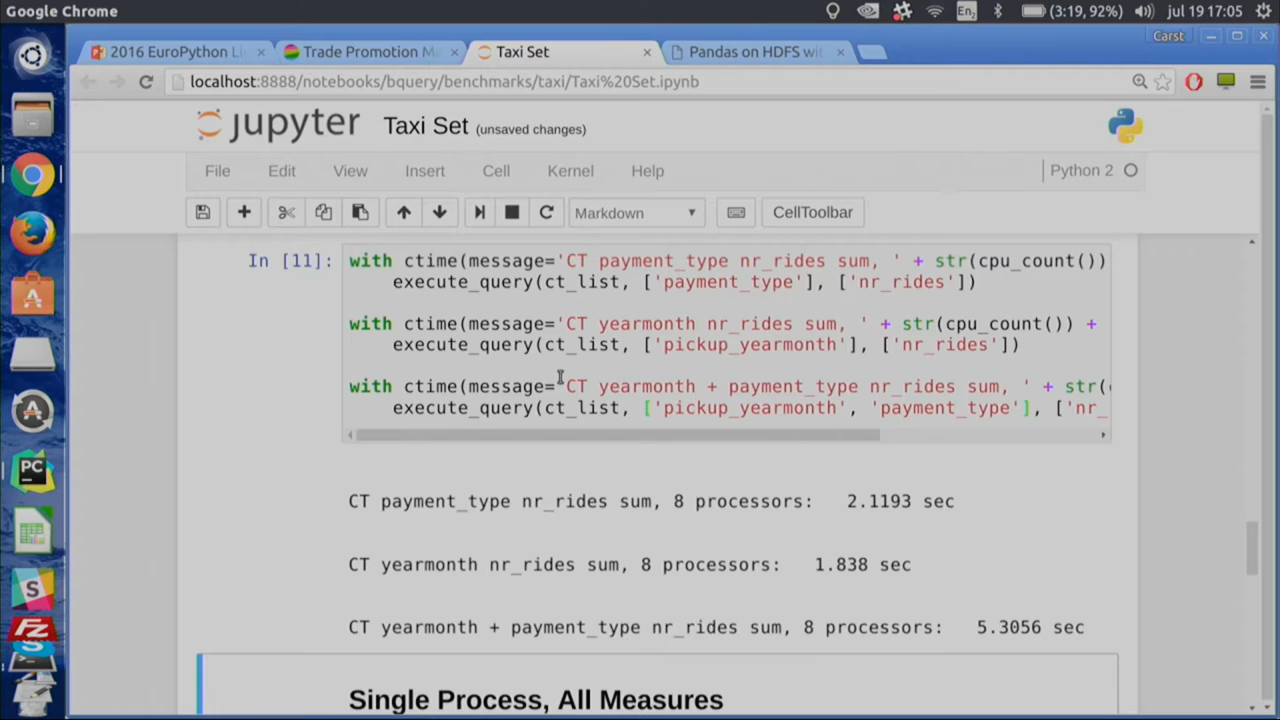 Google Chrome
En2
(3:19, 92%)
jul 19 17:05
2016 EuroPython Li
Trade Promotion Ma
Taxi Set
Pandas on HDFS wit
Carst
localhost:8888/notebooks/bquery/benchmarks/taxi/Taxi%20Set.ipynb
jupyter
Taxi Set (unsaved changes)
File
Edit
View
Insert
Cell
Kernel
Help
Python 2
Markdown
CellToolbar
In [11]:
with ctime(message='CT payment_type nr_rides sum, ' + str(cpu_count())
execute_query(ct_list, ['payment_type'], ['nr_rides'])
with ctime(message='CT yearmonth nr_rides sum, ' + str(cpu_count()) +
execute_query(ct_list, ['pickup_yearmonth'], ['nr_rides'])
with ctime(message='CT yearmonth + payment_type nr_rides sum, ' + str(
execute_query(ct_list, ['pickup_yearmonth', 'payment_type'], ['nr_
CT payment_type nr_rides sum, 8 processors: 2.1193 sec
CT yearmonth nr_rides sum, 8 processors: 1.838 sec
CT yearmonth + payment_type nr_rides sum, 8 processors: 5.3056 sec
Single Process, All Measures
PC
FZ